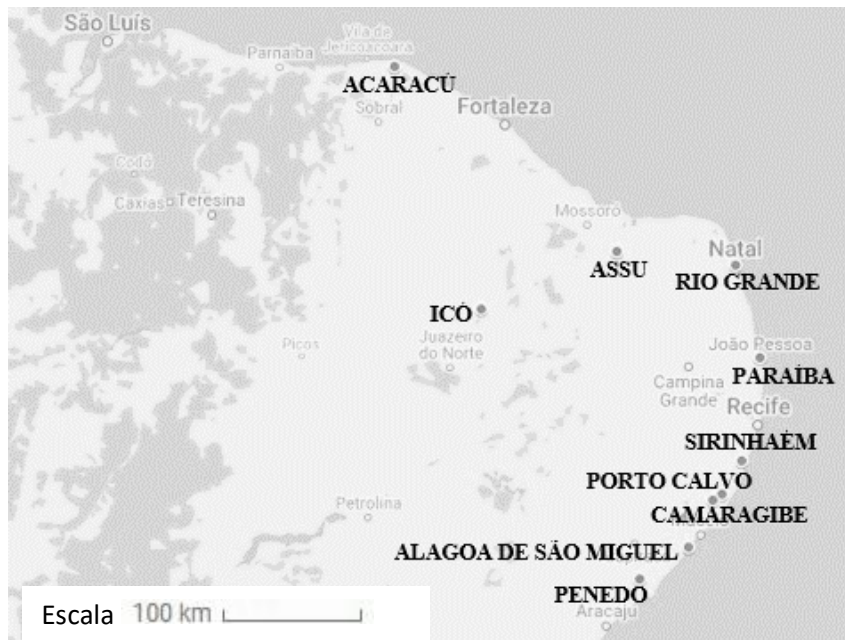 São Luís
Vila de
Jericoacoara
Parnaíba
ACARACÚ
Sobral
Fortaleza
Codó
Caxias
Teresina
Mossoró
Natal
ASSU
RIO GRANDE
ICÓ
Picos
Juazeiro
do Norte
João Pessoa
PARAÍBA
Campina
Grande
Recife
SIRINHAÉM
PORTO CALVO
Petrolina
CAMARAGIBE
ALAGOA DE SÃO MIGUEL
PENEDO
Aracaju
Escala 100 km